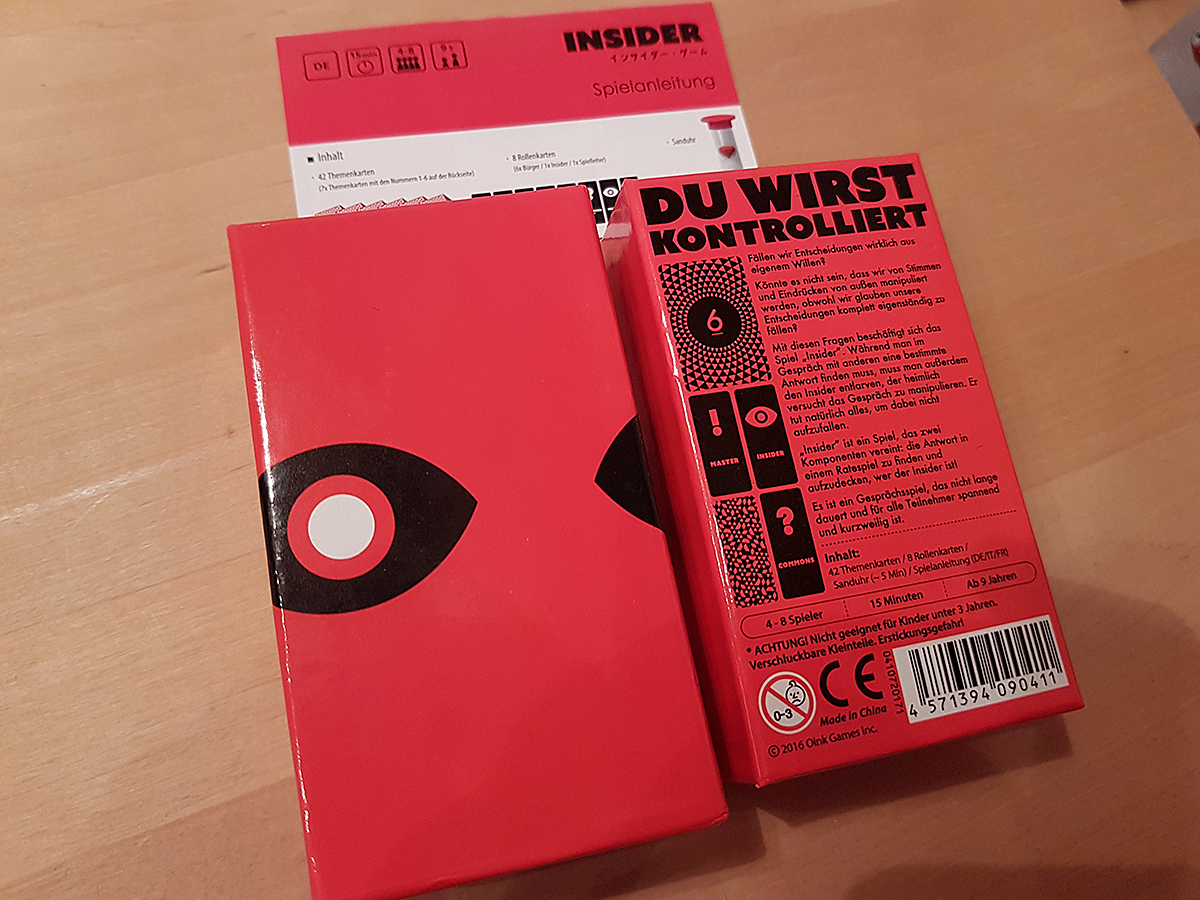 DE
15min
4-8
9+
INSIDER
インサイダー・ゲーム
Spielanleitung
Inhalt
42 Themenkarten
(7x Themenkarten mit den Nummern 1-6 auf der Rückseite)
8 Rollenkarten
(6x Bürger / 1x Insider / 1x Spielleiter)
Sanduhr
DU WIRST
KONTROLLIERT
Fällen wir Entscheidungen wirklich aus
eigenem Willen?
Könnte es nicht sein, dass wir von Stimmen
und Eindrücken von außen manipuliert
werden, obwohl wir glauben unsere
Entscheidungen komplett eigenständig zu
fällen?
Mit diesen Fragen beschäftigt sich das
Spiel „Insider“. Während man im
Gespräch mit anderen eine bestimmte
Antwort finden muss, muss man außerdem
den Insider entlarven, der heimlich
versucht das Gespräch zu manipulieren. Er
tut natürlich alles, um dabei nicht
aufzufallen.
„Insider“ ist ein Spiel, das zwei
Komponenten vereint: die Antwort in
einem Ratespiel zu finden und
aufzudecken, wer der Insider ist!
Es ist ein Gesprächsspiel, das nicht lange
dauert und für alle Teilnehmer spannend
und kurzweilig ist.
6
!
MASTER
INSIDER
?
COMMONS
Inhalt:
42 Themenkarten / 8 Rollenkarten /
Sanduhr (~ 5 Min) / Spielanleitung (DE/IT/FR)
4 - 8 Spieler
15 Minuten
Ab 9 Jahren
* ACHTUNG! Nicht geeignet für Kinder unter 3 Jahren.
Verschluckbare Kleinteile. Erstickungsgefahr!
0-3
CE
Made in China
0410720171
4 571394 090411
© 2016 Oink Games Inc.